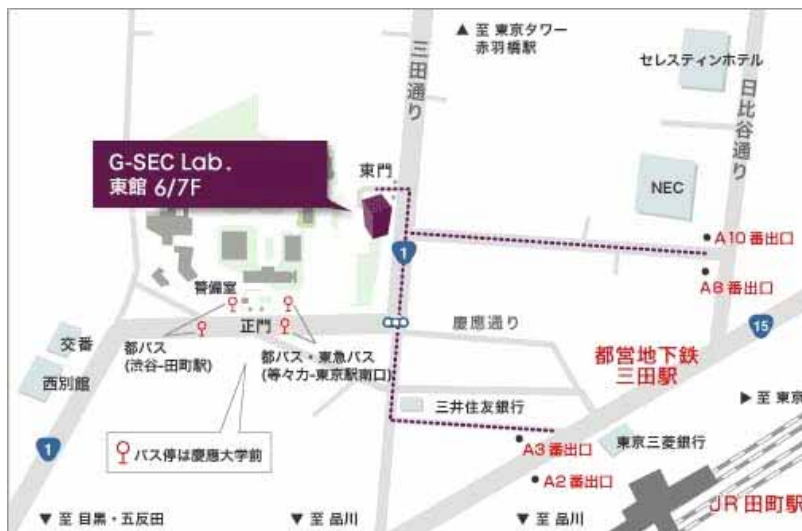 ▲ 至 東京タワー
赤羽橋駅
三田通り
セレスティンホテル
日比谷通り
G-SEC Lab.
東館 6/7F
東門
NEC
A10 番出口
A8 番出口
1
警備室
正門
慶應通り
15
交番
西別館
都バス
(渋谷-田町駅)
都バス・東急バス
(等々力-東京駅南口)
都営地下鉄
三田駅
▶ 至 東京
三井住友銀行
東京三菱銀行
1
バス停は慶應大学前
A3 番出口
A2 番出口
JR 田町駅
▼ 至 目黒・五反田
▼ 至 品川
▼ 至 品川